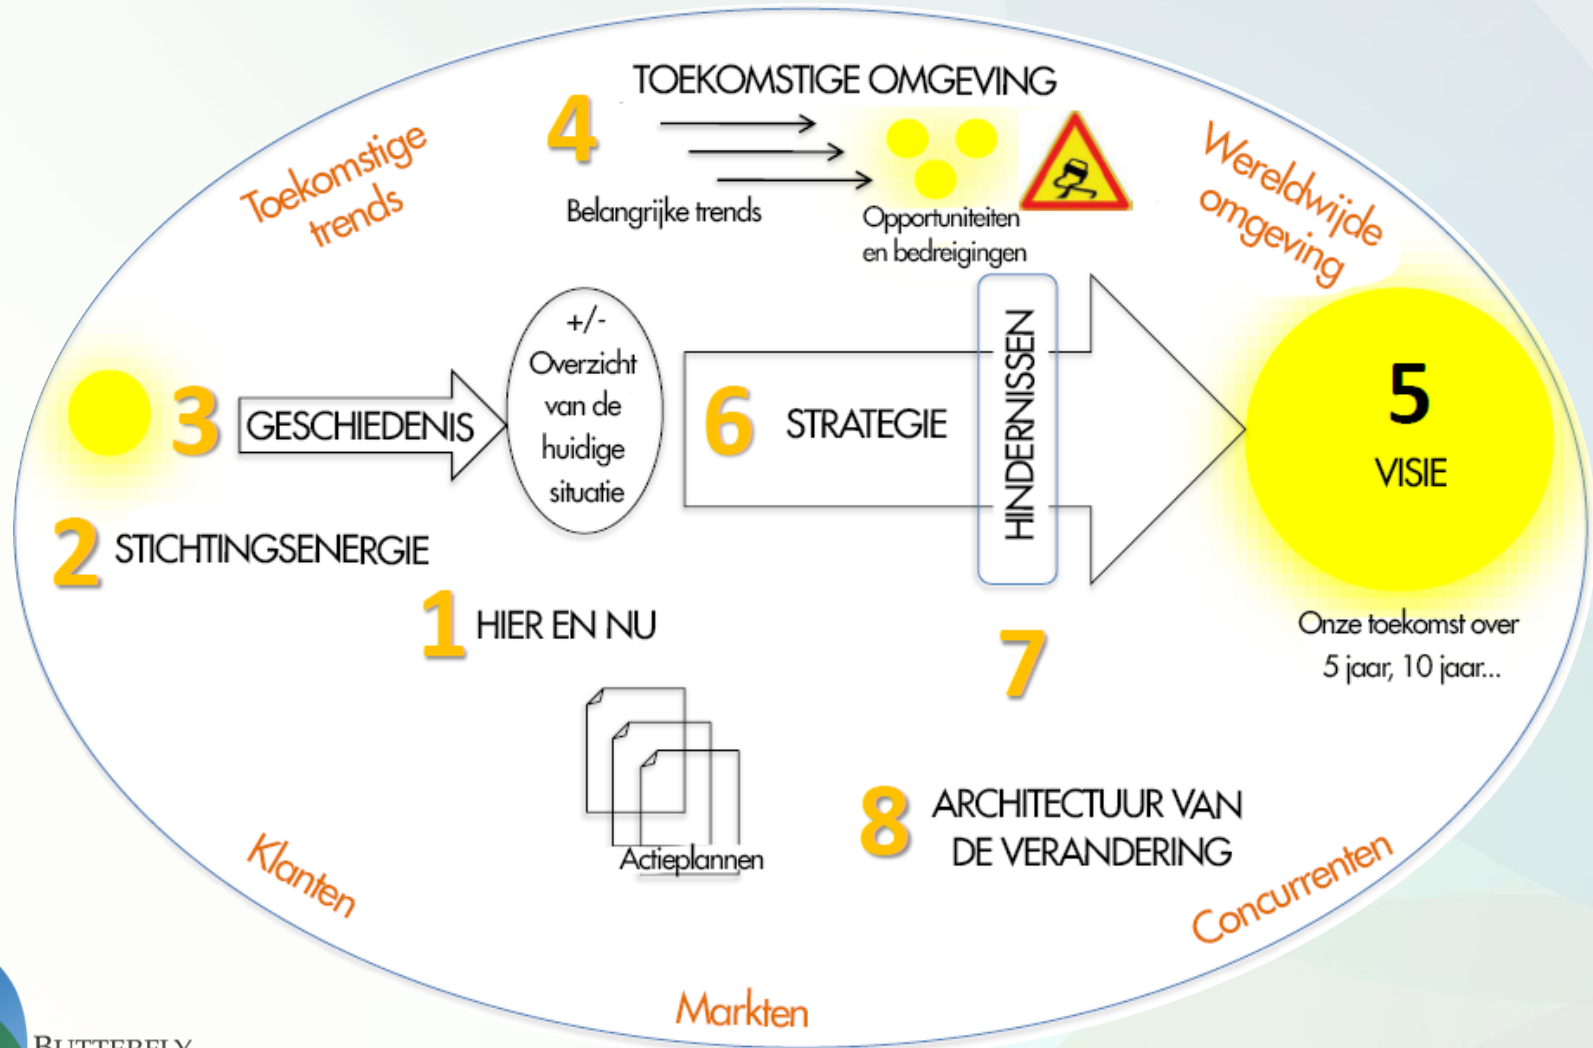 TOEKOMSTIGE OMGEVING
4
Belangrijke trends
Opportuniteiten
en bedreigingen
Toekomstige
trends
Wereldwijde
omgeving
3
GESCHIEDENIS
+/-
Overzicht
van de
huidige
situatie
6
STRATEGIE
HINDERNISSEN
5
VISIE
Onze toekomst over
5 jaar, 10 jaar...
2
STICHTINGSENERGIE
1
HIER EN NU
7
Actieplannen
8
ARCHITECTUUR VAN
DE VERANDERING
Klanten
Markten
Concurrenten